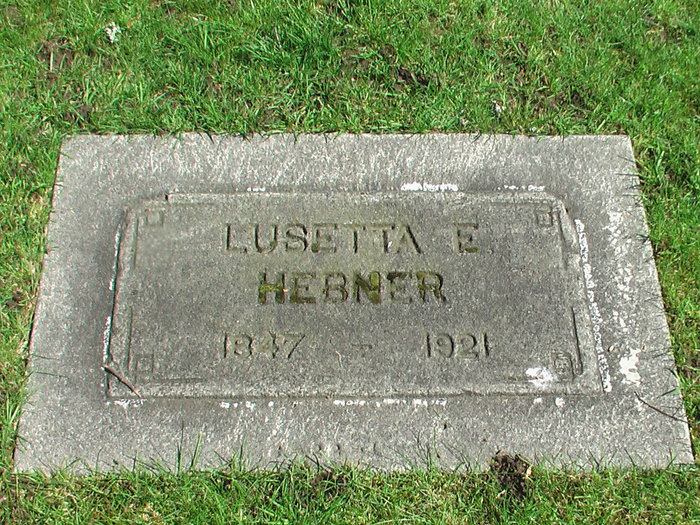 LUSETTA E.
HEBNER
1847 - 1921